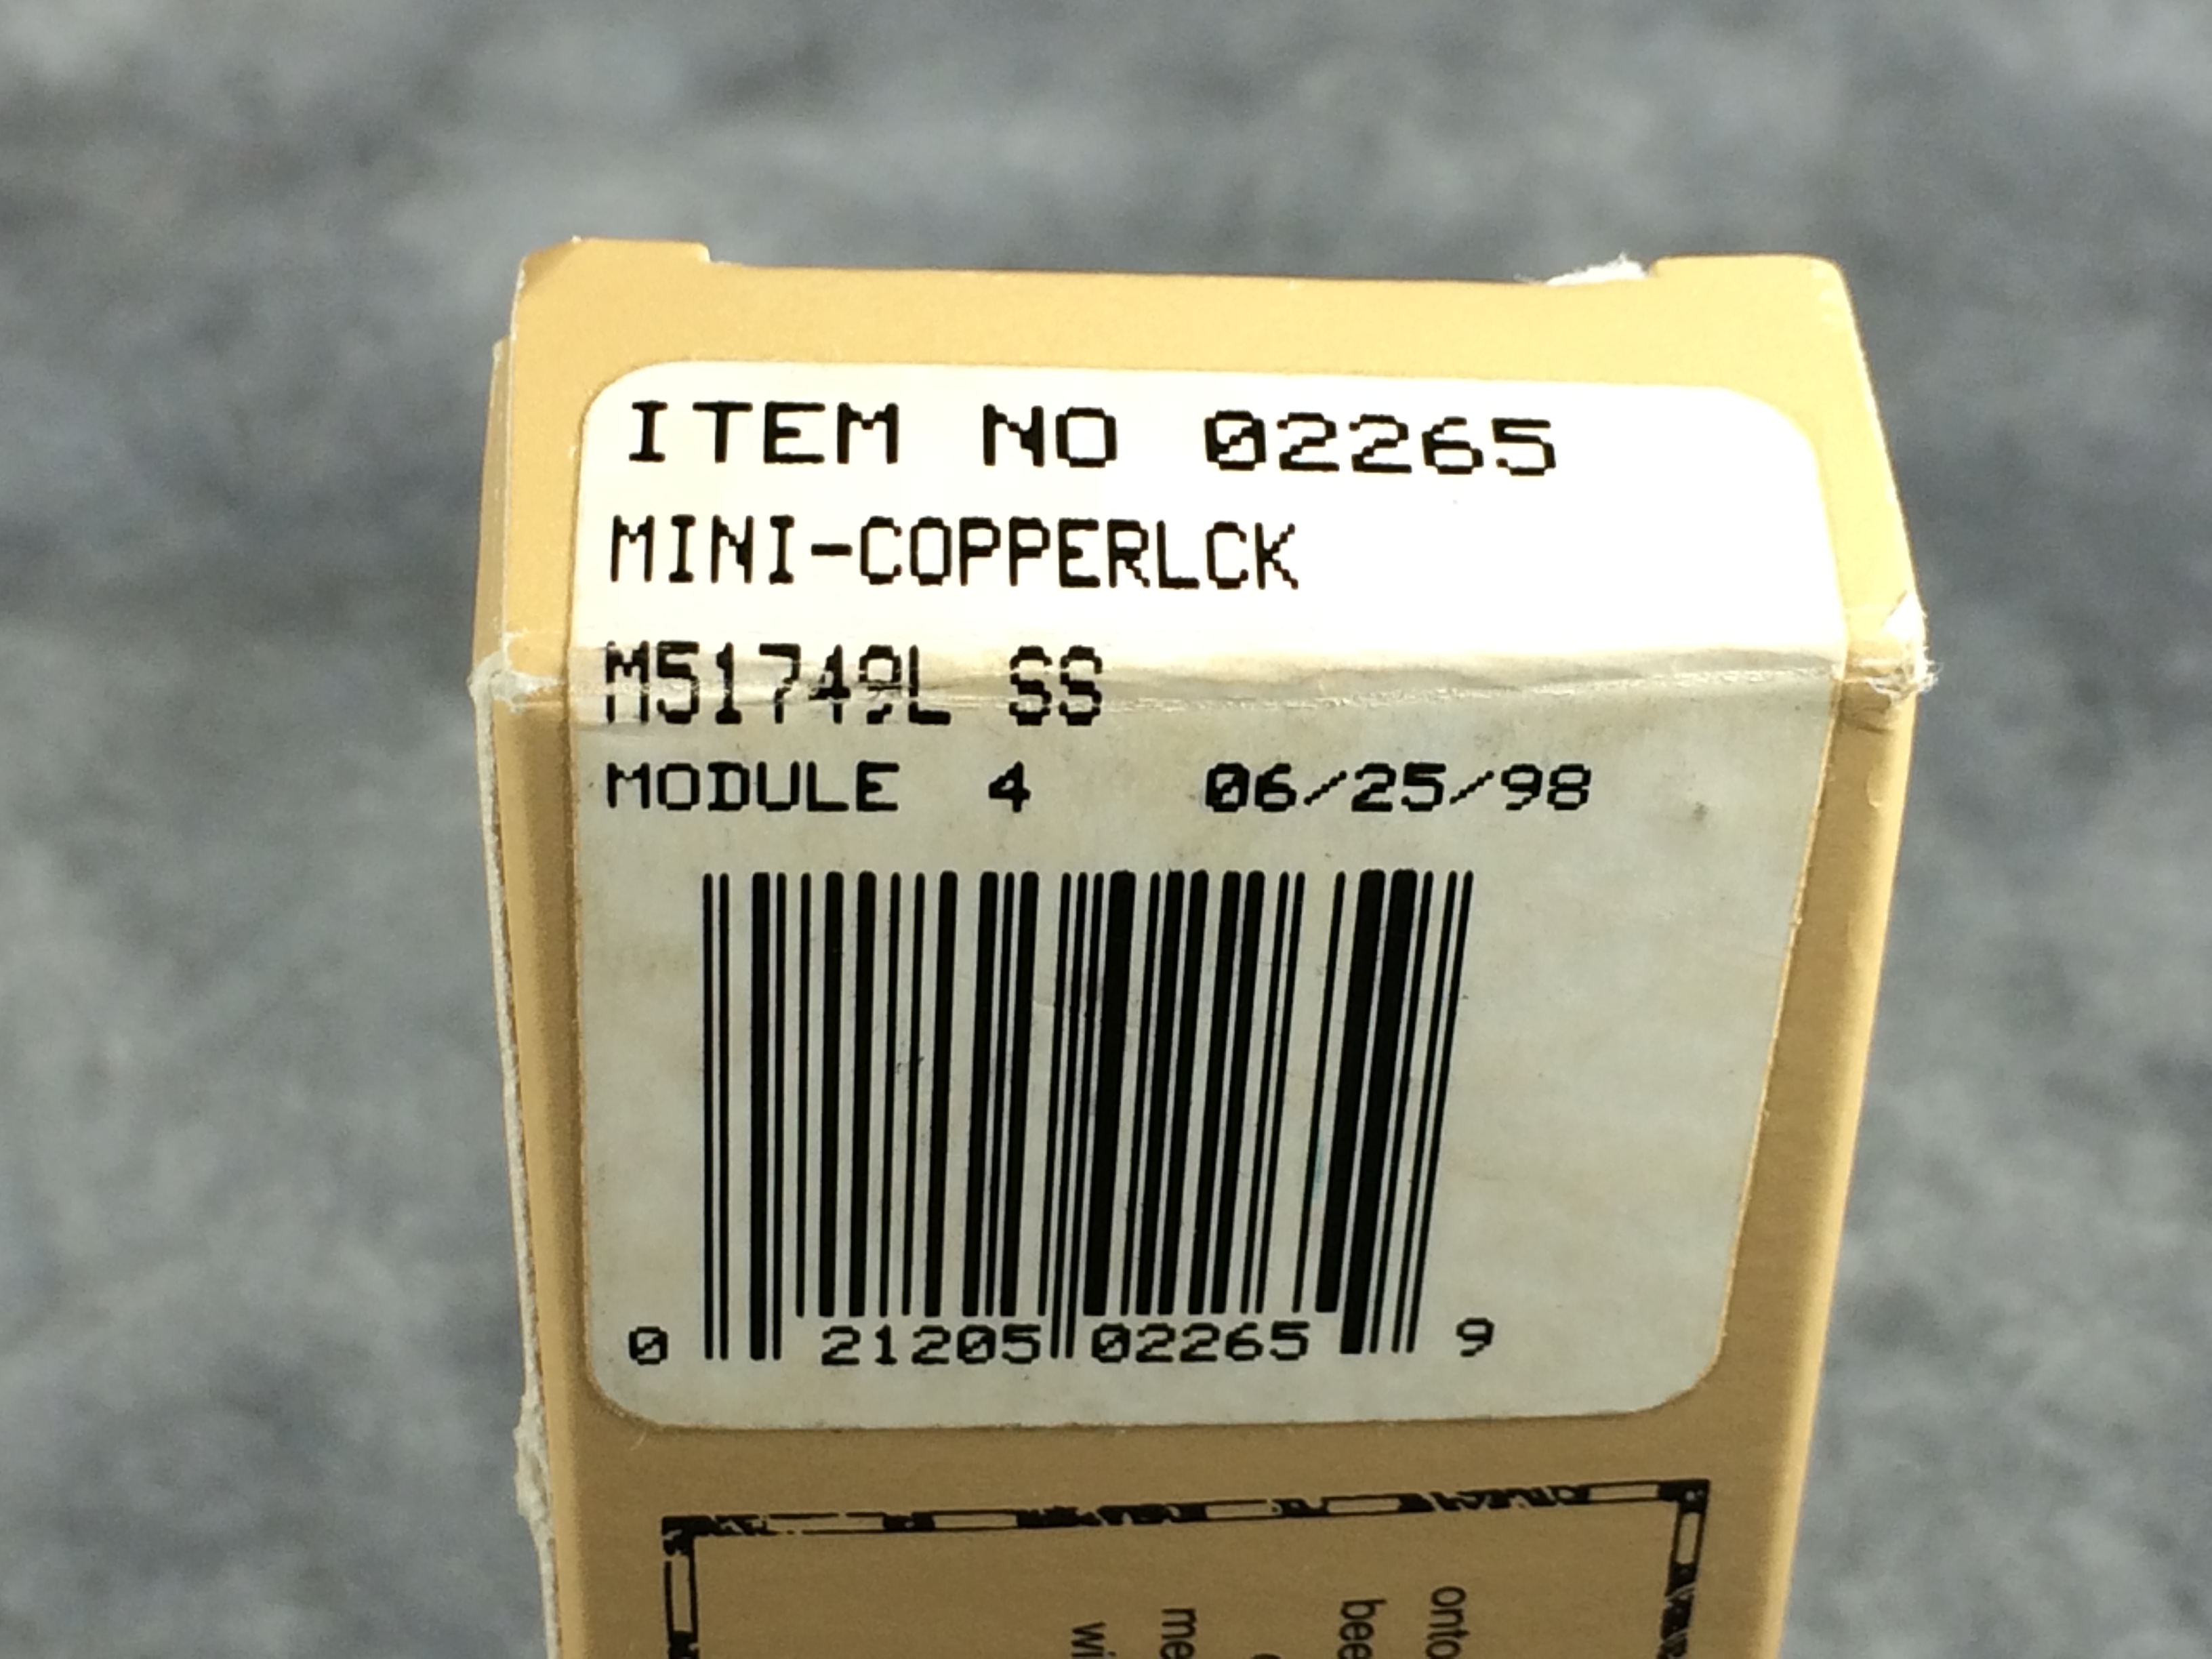 ITEM NO 02265
MINI-COPPERLCK
M51749L SS
MODULE 4 06/25/98
0 21205 02265 9
onto
bee
me
wi